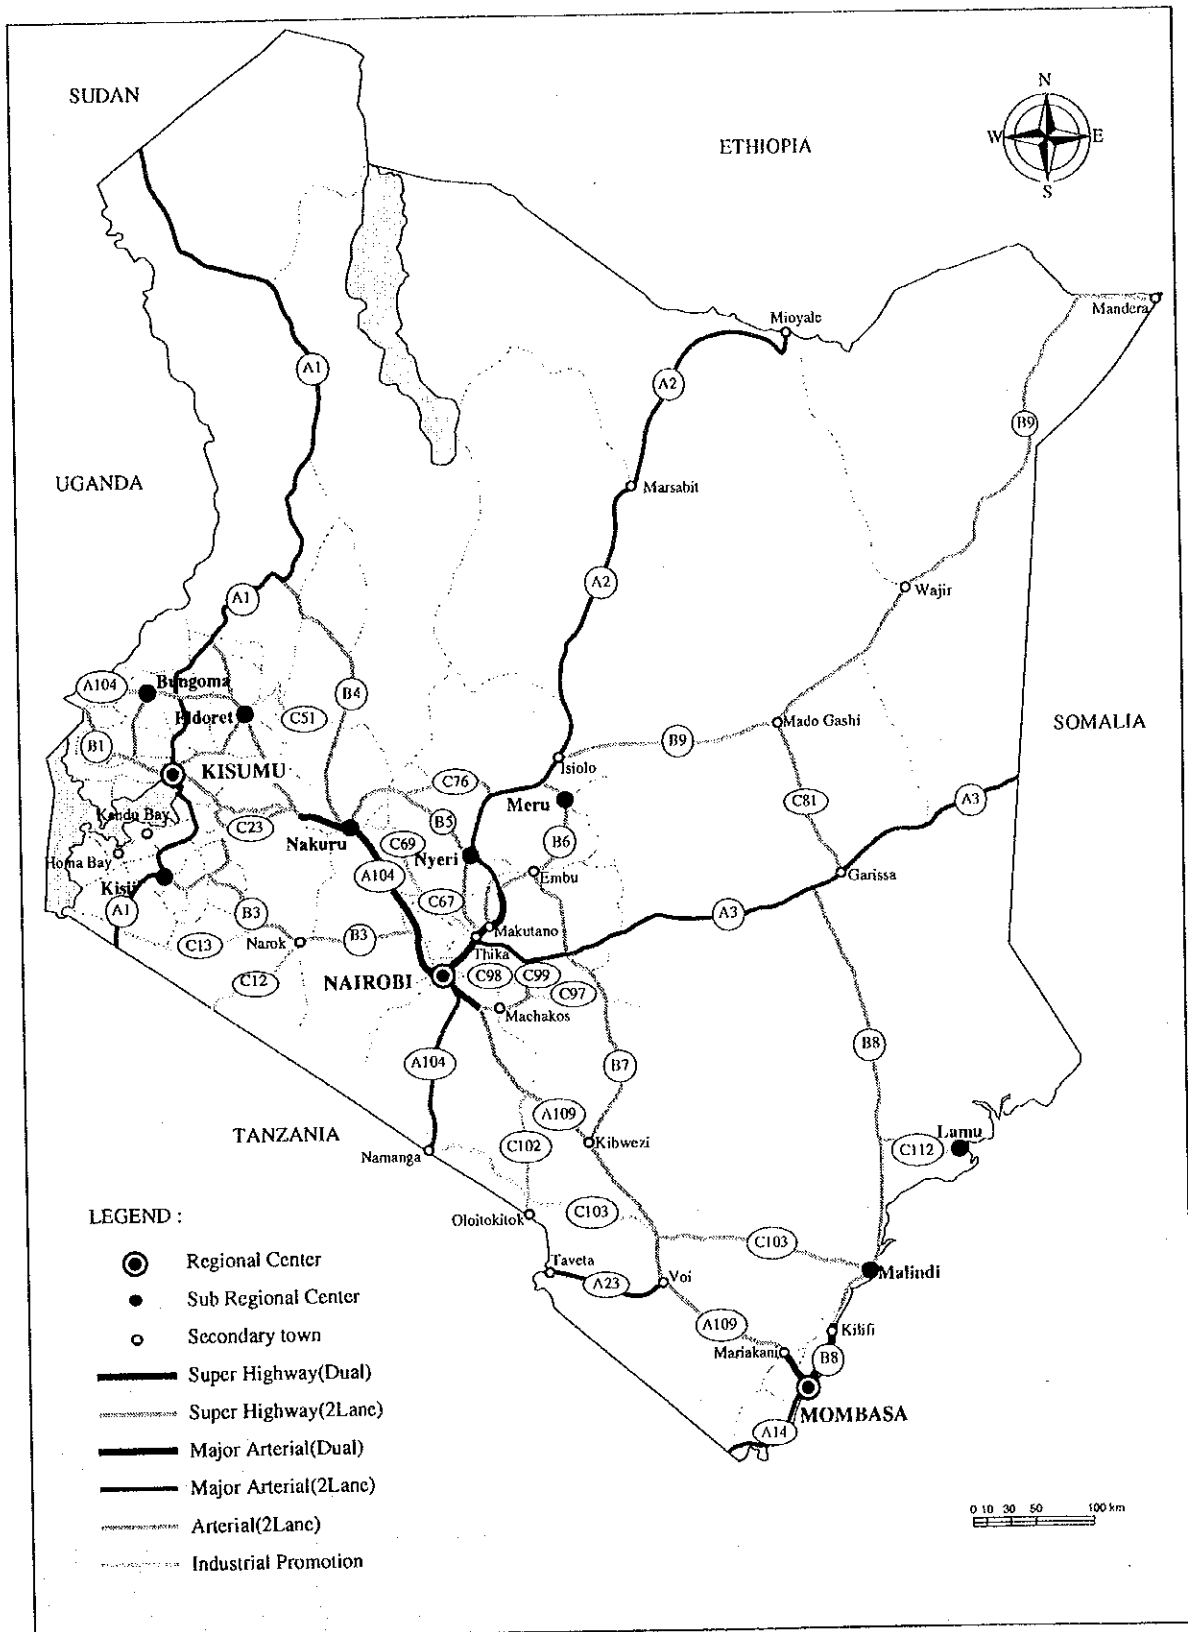 SUDAN
ETHIOPIA
N
W
E
S
Mioyale
Mandera
A1
A2
B9
UGANDA
Marsabit
A2
A1
Wajir
A104
Bungoma
Eldoret
C51
B4
B1
Mado Gashi
SOMALIA
B9
Isiolo
KISUMU
C76
Meru
C81
A3
Kendu Bay
C23
B5
Nakuru
C69
Nyeri
B6
Homa Bay
A104
Embu
Garissa
Kisii
C67
A1
B3
A3
Makutano
C13
Narok
B3
Thika
NAIROBI
C98
C99
C12
C97
Machakos
A104
B7
B8
A109
TANZANIA
C102
Kibwezi
Lamu
C112
Namanga
Oloitokitok
C103
C103
Taveta
A23
Voi
Malindi
A109
Kilifi
Mariakani
B8
MOMBASA
A14
LEGEND :
Regional Center
Sub Regional Center
Secondary town
Super Highway(Dual)
Super Highway(2Lane)
Major Arterial(Dual)
Major Arterial(2Lane)
Arterial(2Lane)
Industrial Promotion
0 10 30 50 100 km